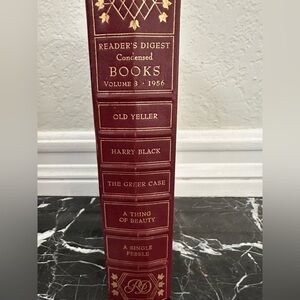 READER'S DIGEST
Condensed
BOOKS
VOLUME 3 · 1956
OLD YELLER
HARRY BLACK
THE GREER CASE
A THING
OF BEAUTY
A SINGLE
PEBBLE
RD